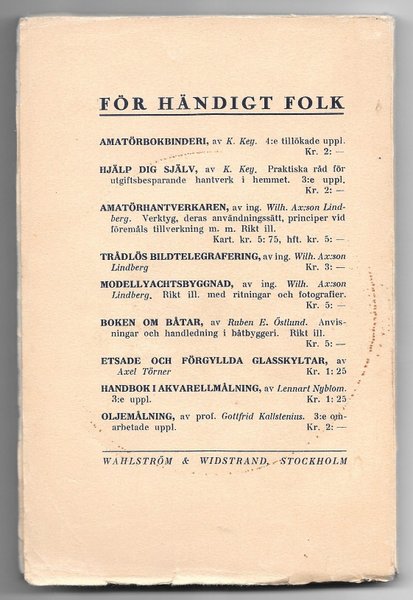 FÖR HÄNDIGT FOLK
AMATÖRBOKBINDERI, av K. Key. 4:e tillökade uppl.
Kr. 2: —
HJÄLP DIG SJÄLV, av K. Key. Praktiska råd för
utgiftsbesparande hantverk i hemmet. 3:e uppl.
Kr. 2: —
AMATÖRHANTVERKAREN, av ing. Wilh. Ax:son Lind-
berg. Verktyg, deras användningssätt, principer vid
föremåls tillverkning m. m. Rikt ill.
Kart. kr. 5: 75, hft. kr. 5: —
TRÅDLÖS BILDTELEGRAFERING, av ing. Wilh. Ax:son
Lindberg Kr. 3: —
MODELLYACHTSBYGGNAD, av ing. Wilh. Ax:son
Lindberg. Rikt ill. med ritningar och fotografier.
Kr. 5: —
BOKEN OM BÅTAR, av Ruben E. Östlund. Anvis-
ningar och handledning i båtbyggeri. Rikt ill.
Kr. 5: —
ETSADE OCH FÖRGYLLDA GLASSKYLTAR, av
Axel Törner Kr. 1: 25
HANDBOK I AKVARELLMÅLNING, av Lennart Nyblom.
3:e uppl. Kr. 1: 25
OLJEMÅLNING, av prof. Gottfrid Kallstenius. 3:e om-
arbetade uppl. Kr. 2: —
WAHLSTRÖM & WIDSTRAND, STOCKHOLM